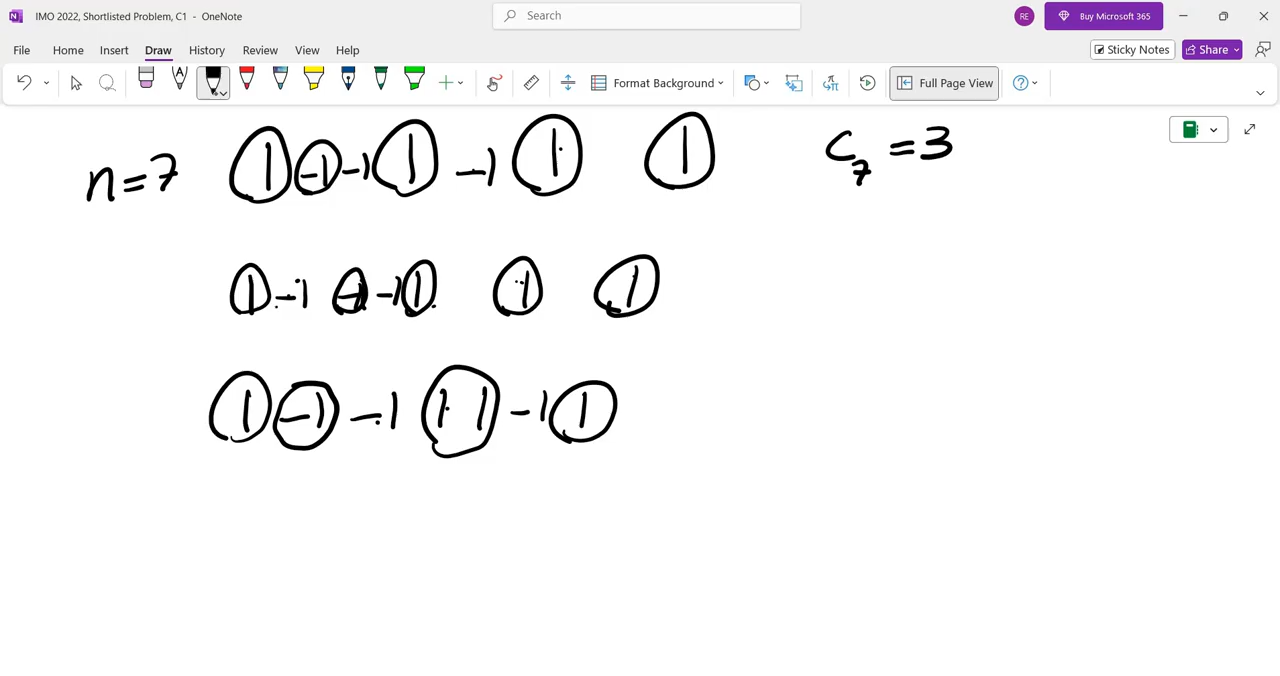 IMO 2022, Shortlisted Problem, C1 - OneNote
Search
RE
Buy Microsoft 365
File Home Insert Draw History Review View Help
Sticky Notes
Share
Format Background
Full Page View
n=7 1 -1 -1 1 -1 1 1 C₇ = 3
1 -1 -1 -1 1 1 1
1 -1 -1 1 1 -1 1